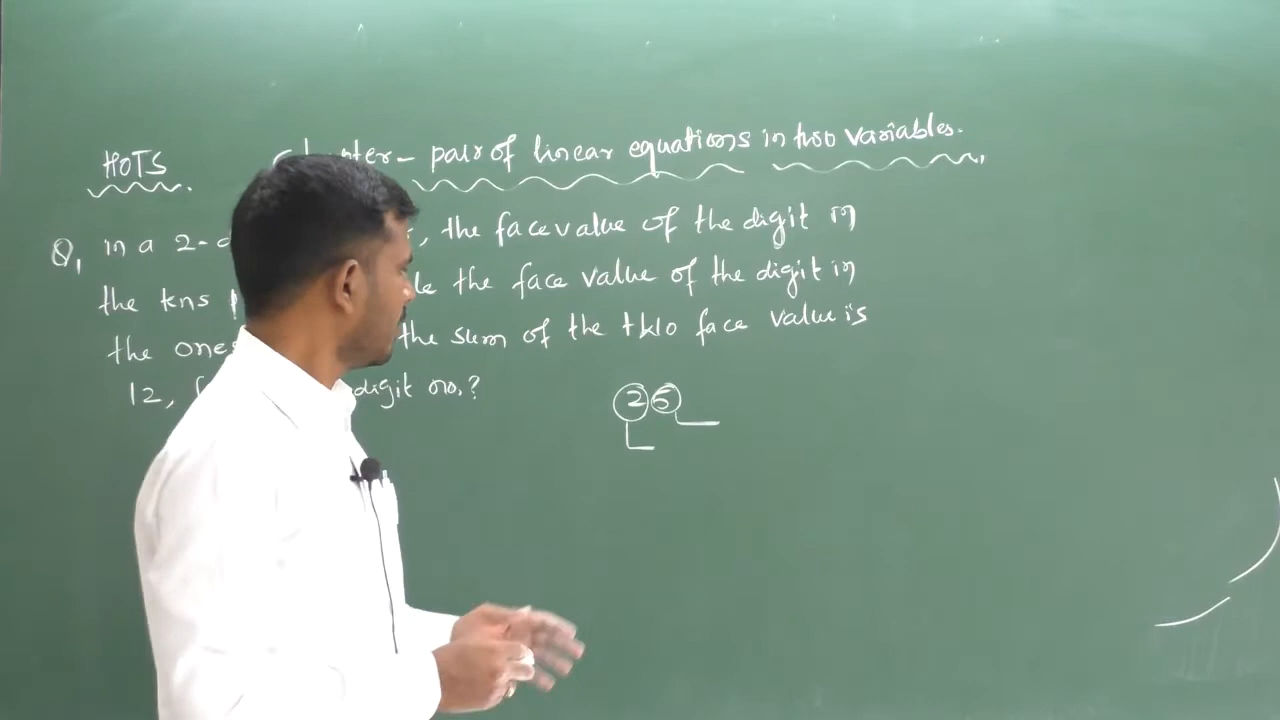 HOTS pair of linear equations in two variables.
Q1 in a 2- , the face value of the digit in
the tens the face value of the digit in
the ones the sum of the two face value is
12, digit no.?
25